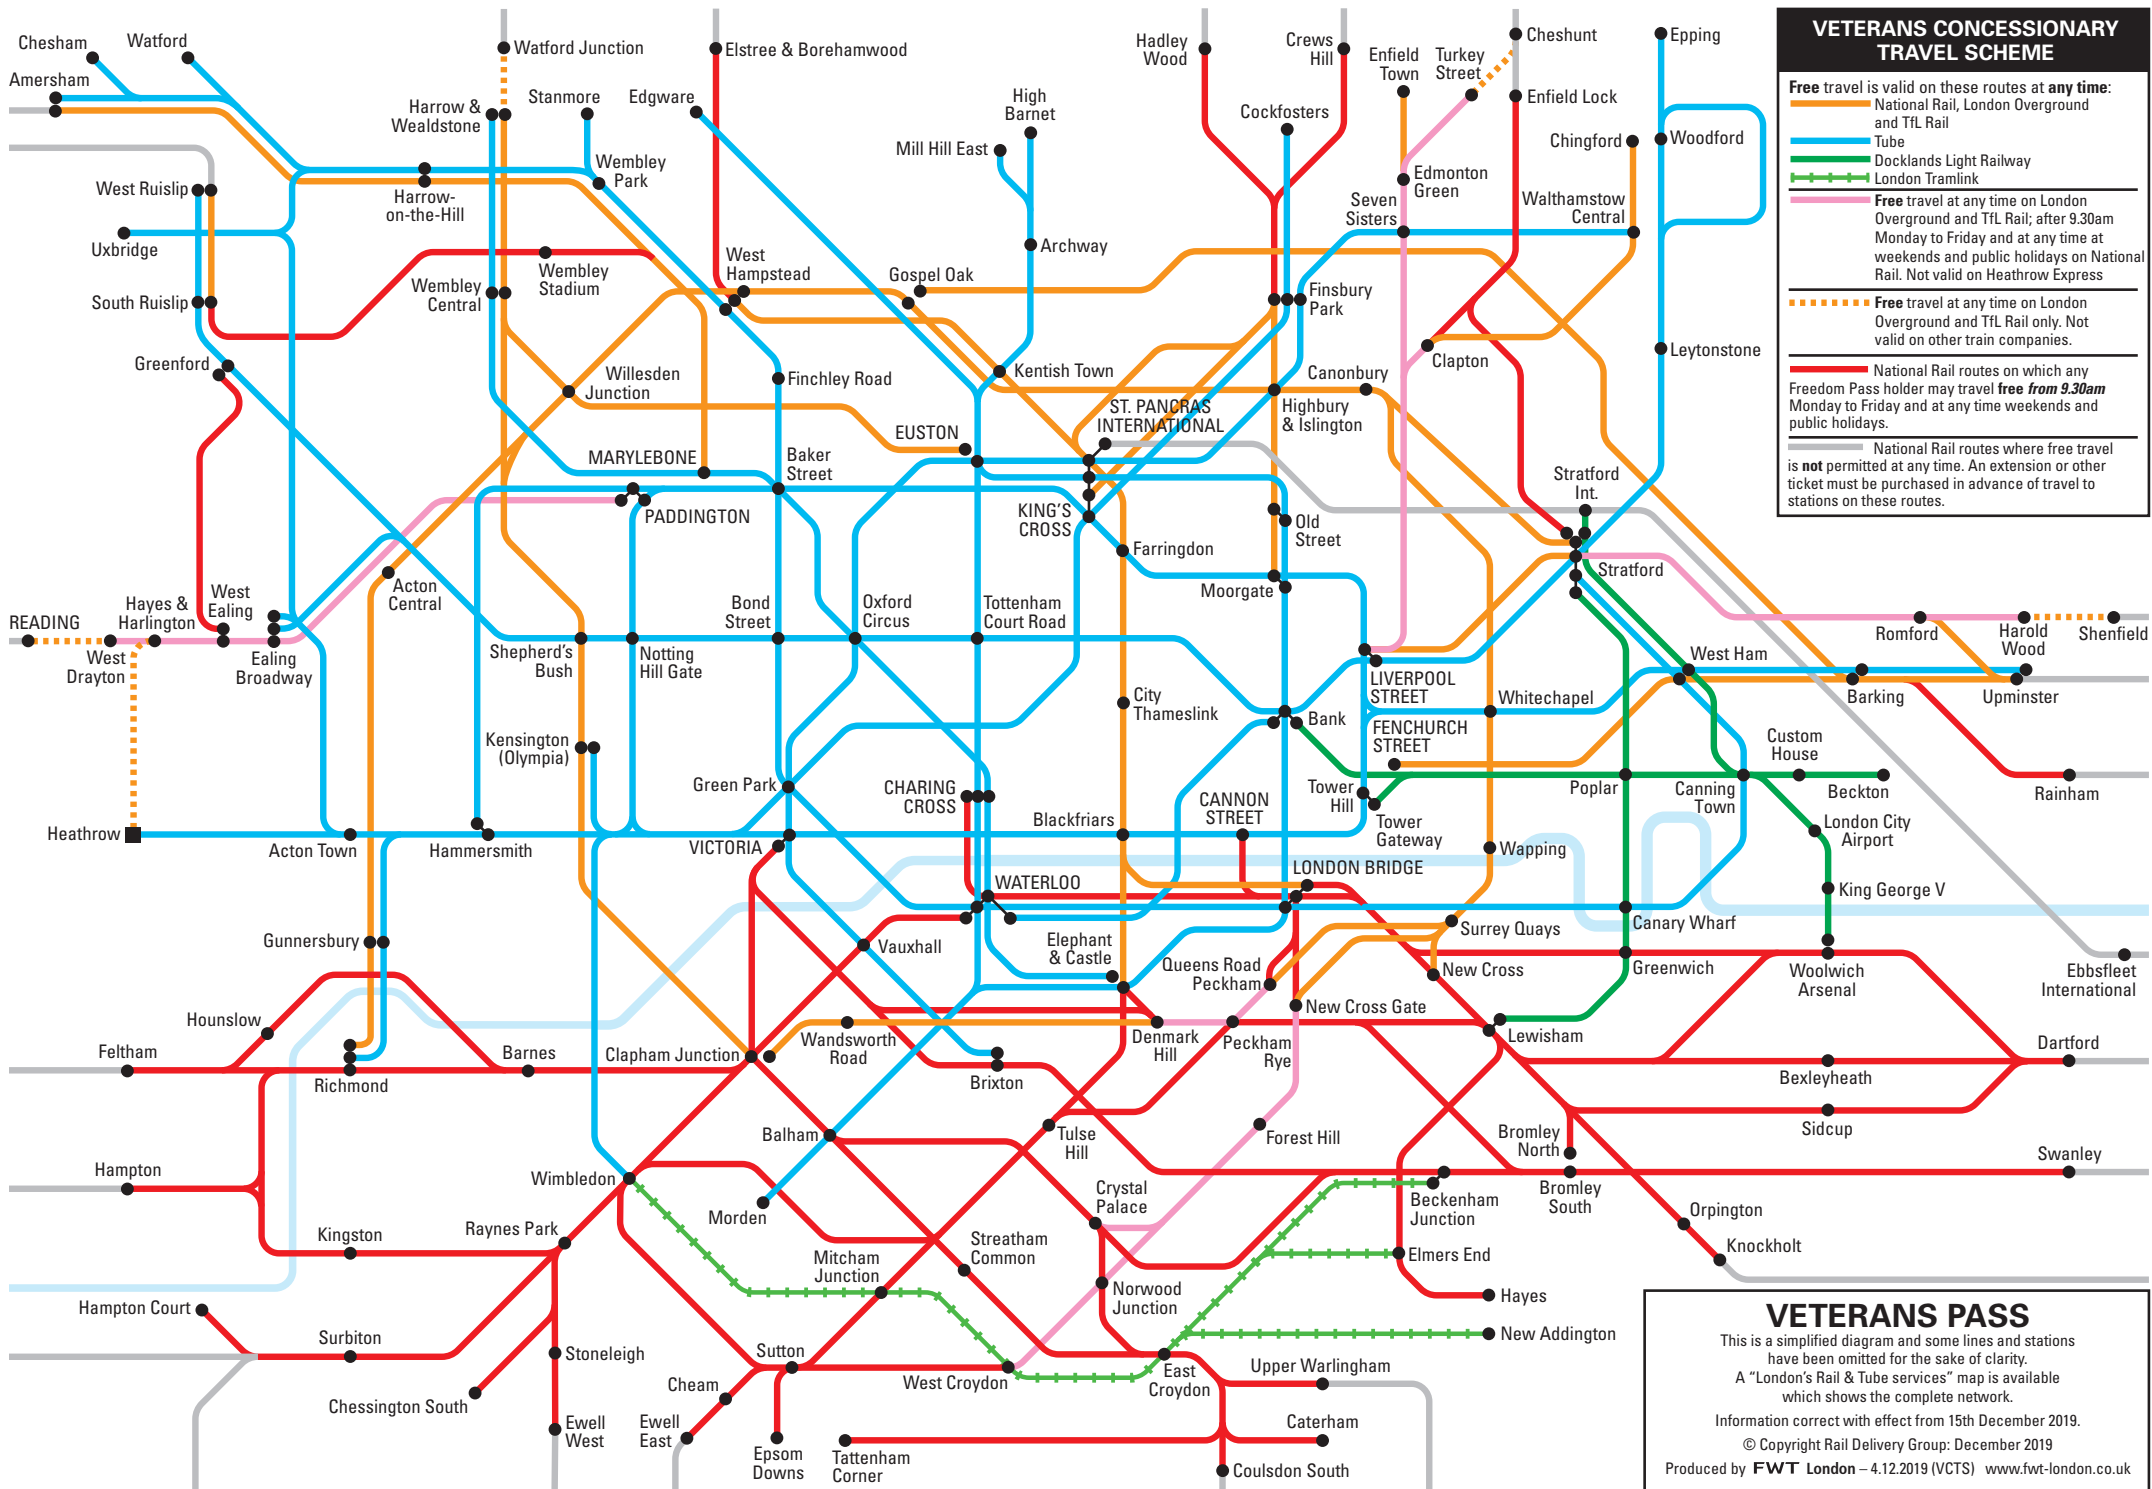 VETERANS CONCESSIONARY
TRAVEL SCHEME
Free travel is valid on these routes at any time:
National Rail, London Overground
and TfL Rail
Tube
Docklands Light Railway
London Tramlink
Free travel at any time on London
Overground and TfL Rail; after 9.30am
Monday to Friday and at any time at
weekends and public holidays on National
Rail. Not valid on Heathrow Express
Free travel at any time on London
Overground and TfL Rail only. Not
valid on other train companies.
National Rail routes on which any
Freedom Pass holder may travel free from 9.30am
Monday to Friday and at any time weekends and
public holidays.
National Rail routes where free travel
is not permitted at any time. An extension or other
ticket must be purchased in advance of travel to
stations on these routes.
Chesham
Watford
Amersham
Watford Junction
Elstree & Borehamwood
Hadley
Wood
Crews
Hill
Enfield
Town
Turkey
Street
Cheshunt
Epping
Harrow &
Wealdstone
Stanmore
Edgware
High
Barnet
Cockfosters
Enfield Lock
Chingford
Woodford
Mill Hill East
Wembley
Park
Edmonton
Green
West Ruislip
Harrow-
on-the-Hill
Seven
Sisters
Walthamstow
Central
Uxbridge
Archway
Wembley
Stadium
West
Hampstead
Gospel Oak
Wembley
Central
South Ruislip
Finsbury
Park
Greenford
Clapton
Leytonstone
Willesden
Junction
Finchley Road
Kentish Town
Canonbury
Highbury
& Islington
ST. PANCRAS
INTERNATIONAL
EUSTON
MARYLEBONE
Baker
Street
Stratford
Int.
PADDINGTON
KING'S
CROSS
Old
Street
Farringdon
Stratford
Acton
Central
Moorgate
READING
Hayes &
Harlington
West
Ealing
Bond
Street
Oxford
Circus
Tottenham
Court Road
West
Drayton
Ealing
Broadway
Shepherd's
Bush
Notting
Hill Gate
Romford
Harold
Wood
Shenfield
West Ham
LIVERPOOL
STREET
Whitechapel
Barking
Upminster
City
Thameslink
Bank
FENCHURCH
STREET
Kensington
(Olympia)
Custom
House
Green Park
CHARING
CROSS
CANNON
STREET
Tower
Hill
Poplar
Canning
Town
Beckton
Rainham
Heathrow
Acton Town
Hammersmith
VICTORIA
Blackfriars
Tower
Gateway
Wapping
London City
Airport
WATERLOO
LONDON BRIDGE
King George V
Gunnersbury
Vauxhall
Elephant
& Castle
Surrey Quays
Canary Wharf
Queens Road
Peckham
New Cross
Greenwich
Woolwich
Arsenal
Ebbsfleet
International
Hounslow
New Cross Gate
Feltham
Barnes
Clapham Junction
Wandsworth
Road
Denmark
Hill
Peckham
Rye
Lewisham
Dartford
Richmond
Brixton
Bexleyheath
Balham
Tulse
Hill
Forest Hill
Bromley
North
Sidcup
Hampton
Wimbledon
Swanley
Morden
Crystal
Palace
Beckenham
Junction
Bromley
South
Raynes Park
Orpington
Kingston
Mitcham
Junction
Streatham
Common
Elmers End
Knockholt
Hampton Court
Norwood
Junction
Hayes
Surbiton
Stoneleigh
Sutton
New Addington
Chessington South
Cheam
West Croydon
East
Croydon
Upper Warlingham
Ewell
West
Ewell
East
Epsom
Downs
Tattenham
Corner
Caterham
Coulsdon South
VETERANS PASS
This is a simplified diagram and some lines and stations
have been omitted for the sake of clarity.
A “London's Rail & Tube services” map is available
which shows the complete network.
Information correct with effect from 15th December 2019.
© Copyright Rail Delivery Group: December 2019
Produced by FWT London – 4.12.2019 (VCTS) www.fwt-london.co.uk